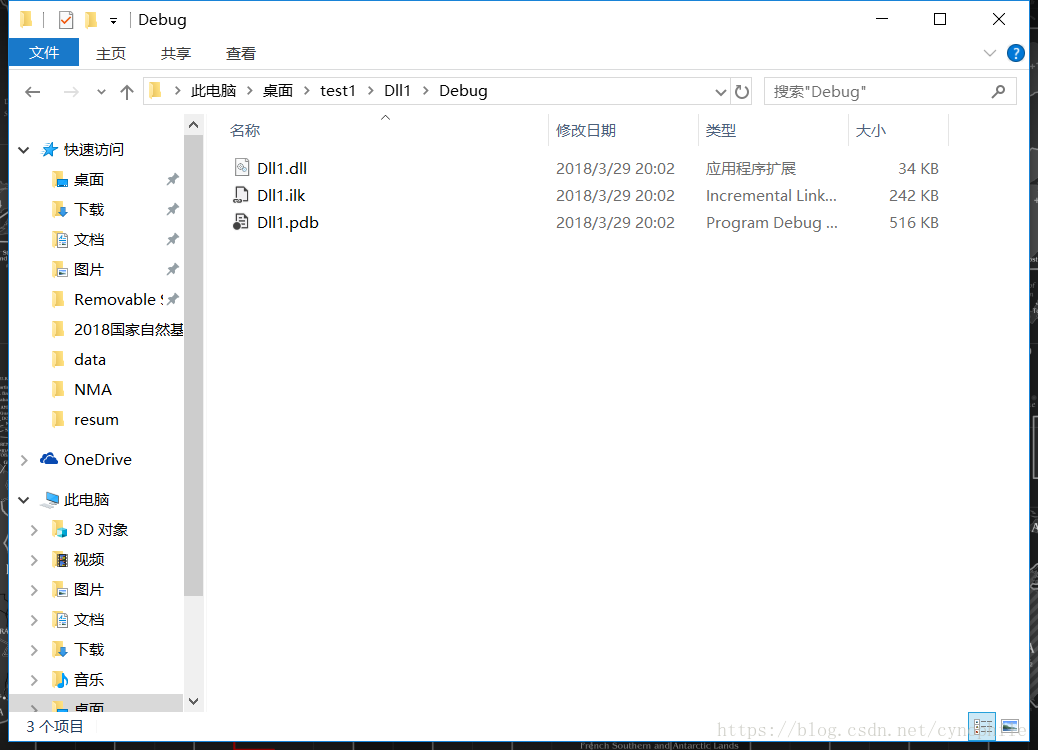 Debug
文件 主页 共享 查看
此电脑 桌面 test1 Dll1 Debug 搜索"Debug"
名称 修改日期 类型 大小
Dll1.dll 2018/3/29 20:02 应用程序扩展 34 KB
Dll1.ilk 2018/3/29 20:02 Incremental Link... 242 KB
Dll1.pdb 2018/3/29 20:02 Program Debug ... 516 KB
快速访问
桌面
下载
文档
图片
Removable
2018国家自然基
data
NMA
resum
OneDrive
此电脑
3D 对象
视频
图片
文档
下载
音乐
桌面
3 个项目
French Southern and Antarctic Lands